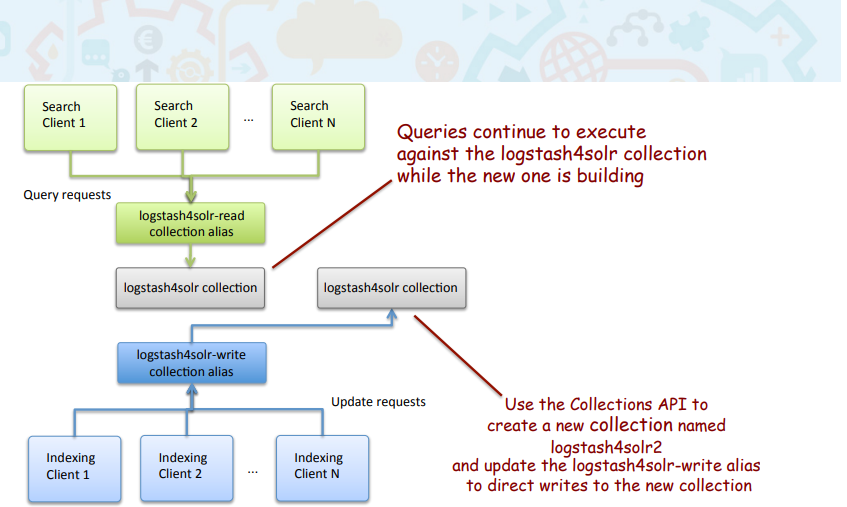 Search
Client 1
Search
Client 2
...
Search
Client N
Queries continue to execute
against the logstash4solr collection
while the new one is building
Query requests
logstash4solr-read
collection alias
logstash4solr collection
logstash4solr collection
logstash4solr-write
collection alias
Update requests
Use the Collections API to
create a new collection named
logstash4solr2
and update the logstash4solr-write alias
to direct writes to the new collection
Indexing
Client 1
Indexing
Client 2
...
Indexing
Client N